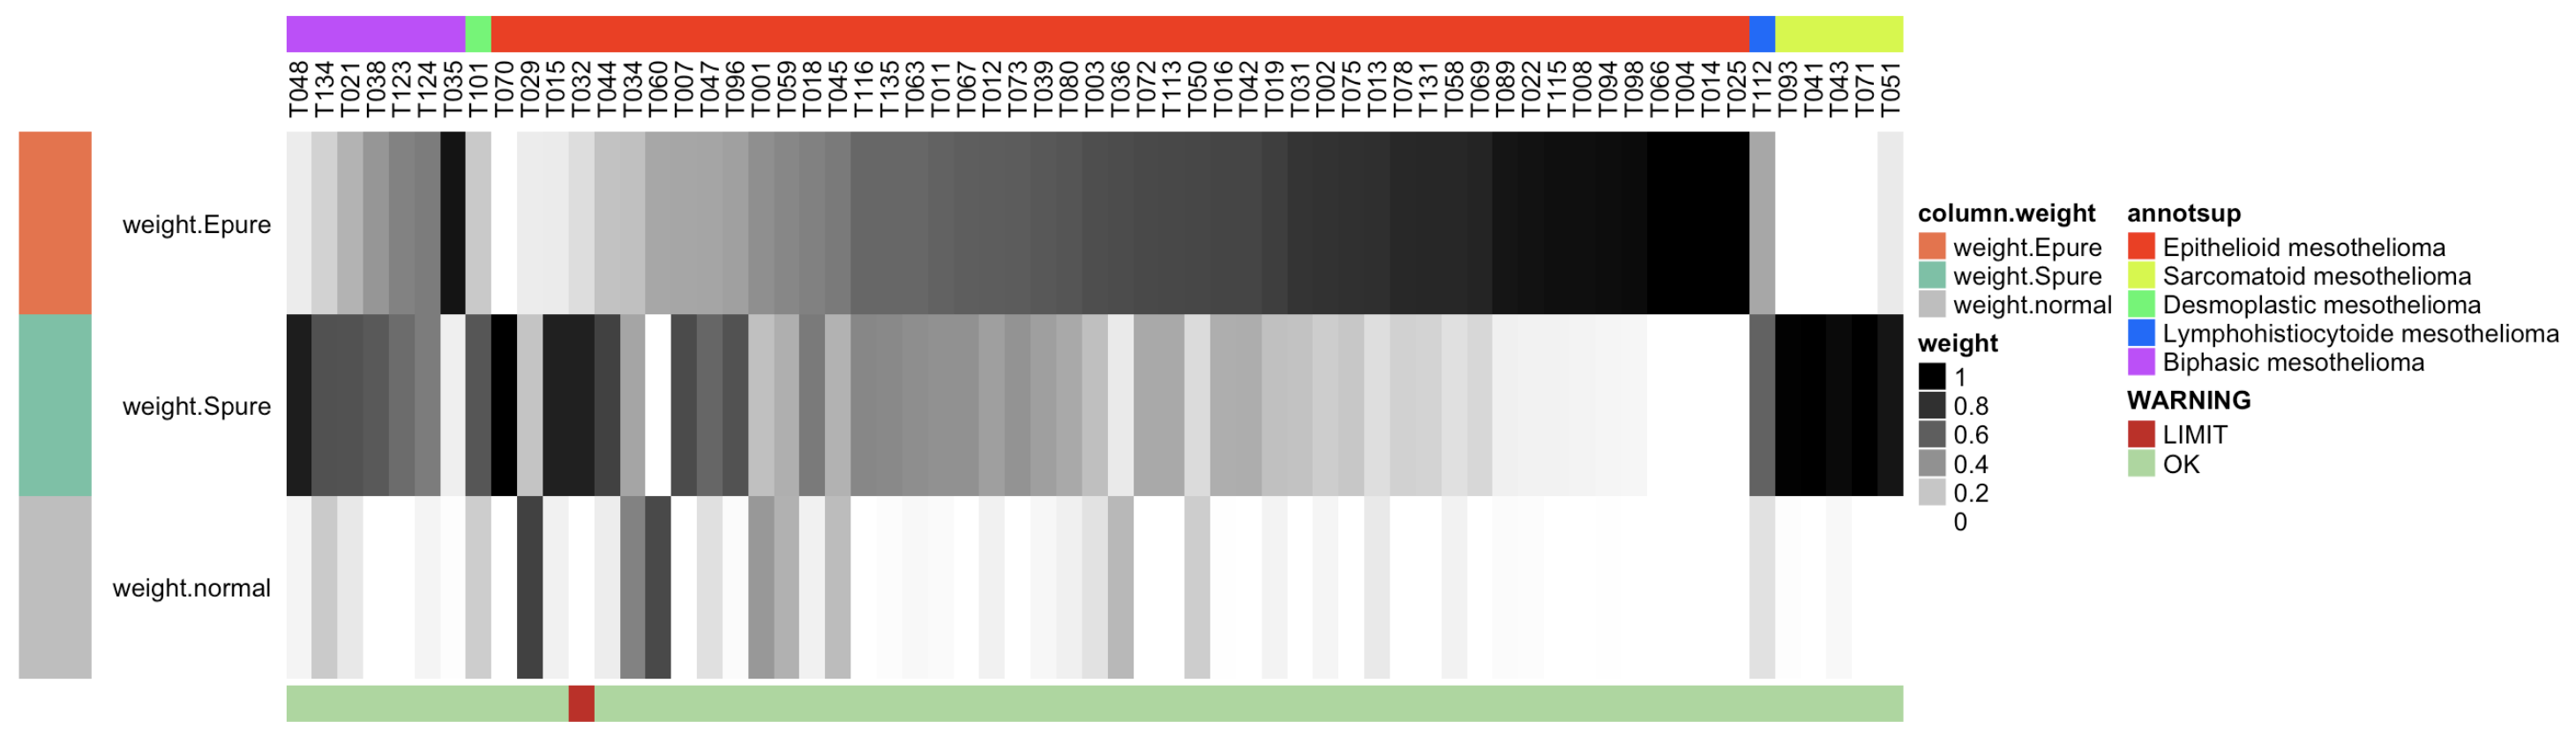 T048 T134 T021 T038 T123 T124 T035 T101 T070 T029 T015 T032 T044 T034 T060 T007 T047 T096 T001 T059 T018 T045 T116 T135 T063 T011 T067 T012 T073 T039 T080 T003 T036 T072 T113 T050 T016 T042 T019 T031 T002 T075 T013 T078 T131 T058 T069 T089 T022 T115 T008 T094 T098 T066 T004 T014 T025 T112 T093 T041 T043 T071 T051
weight.Epure
weight.Spure
weight.normal
column.weight
weight.Epure
weight.Spure
weight.normal
weight
1
0.8
0.6
0.4
0.2
0
annotsup
Epithelioid mesothelioma
Sarcomatoid mesothelioma
Desmoplastic mesothelioma
Lymphohistiocytoide mesothelioma
Biphasic mesothelioma
WARNING
LIMIT
OK